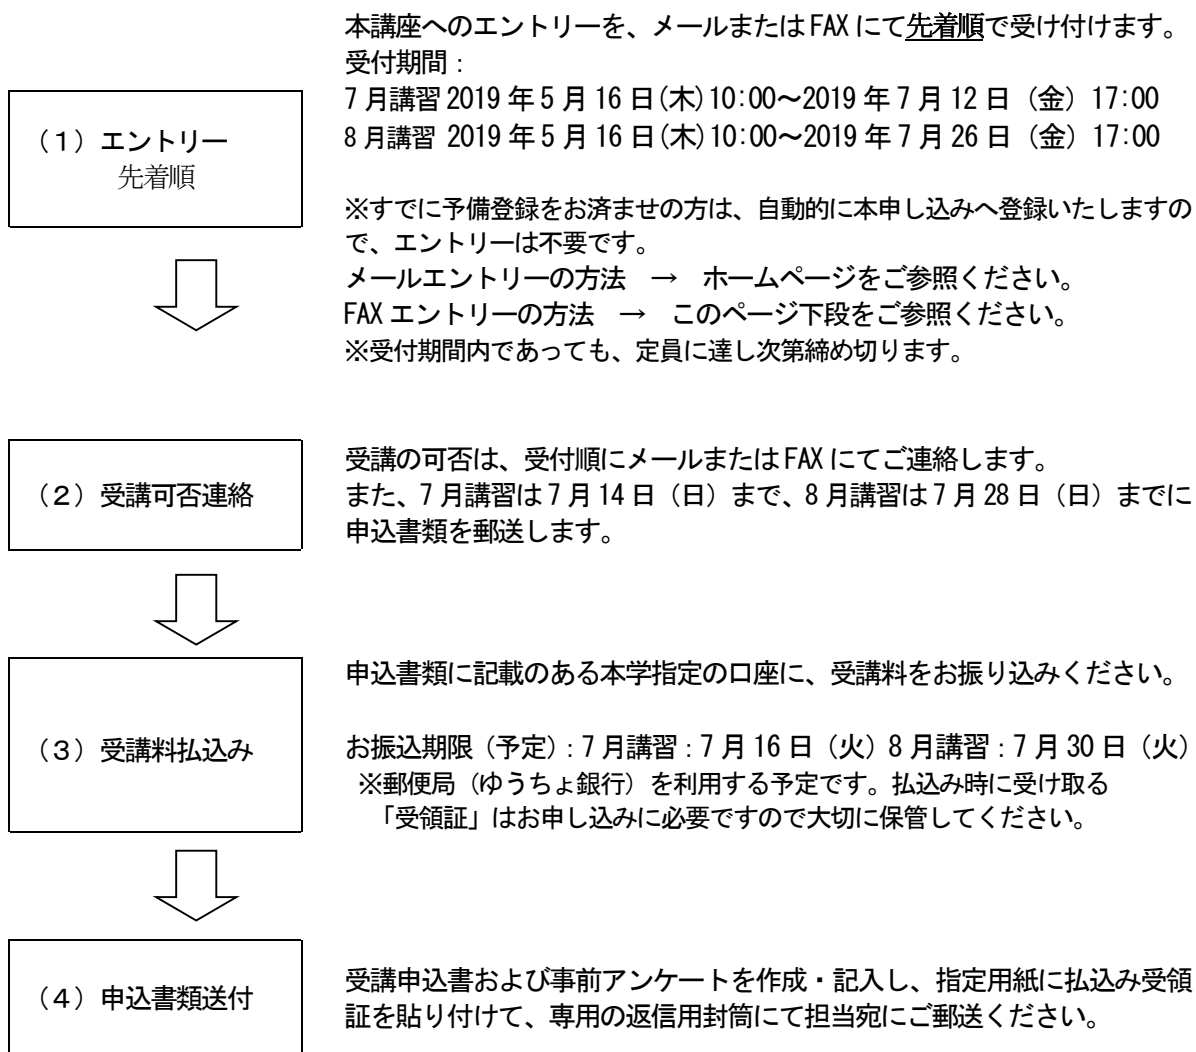 本講座へのエントリーを、メールまたはFAXにて先着順で受け付けます。
受付期間：
7月講習 2019年5月16日(木)10:00～2019年7月12日（金）17:00
8月講習 2019年5月16日(木)10:00～2019年7月26日（金）17:00
（１）エントリー
先着順
※すでに予備登録をお済ませの方は、自動的に本申し込みへ登録いたしますの
で、エントリーは不要です。
メールエントリーの方法　→　ホームページをご参照ください。
FAXエントリーの方法　→　このページ下段をご参照ください。
※受付期間内であっても、定員に達し次第締め切ります。
（２）受講可否連絡
受講の可否は、受付順にメールまたはFAXにてご連絡します。
また、7月講習は7月14日（日）まで、8月講習は7月28日（日）までに
申込書類を郵送します。
（３）受講料払込み
申込書類に記載のある本学指定の口座に、受講料をお振り込みください。
お振込期限（予定）：7月講習：7月16日（火）8月講習：7月30日（火）
※郵便局（ゆうちょ銀行）を利用する予定です。払込み時に受け取る
「受領証」はお申し込みに必要ですので大切に保管してください。
（４）申込書類送付
受講申込書および事前アンケートを作成・記入し、指定用紙に払込み受領
証を貼り付けて、専用の返信用封筒にて担当宛にご郵送ください。